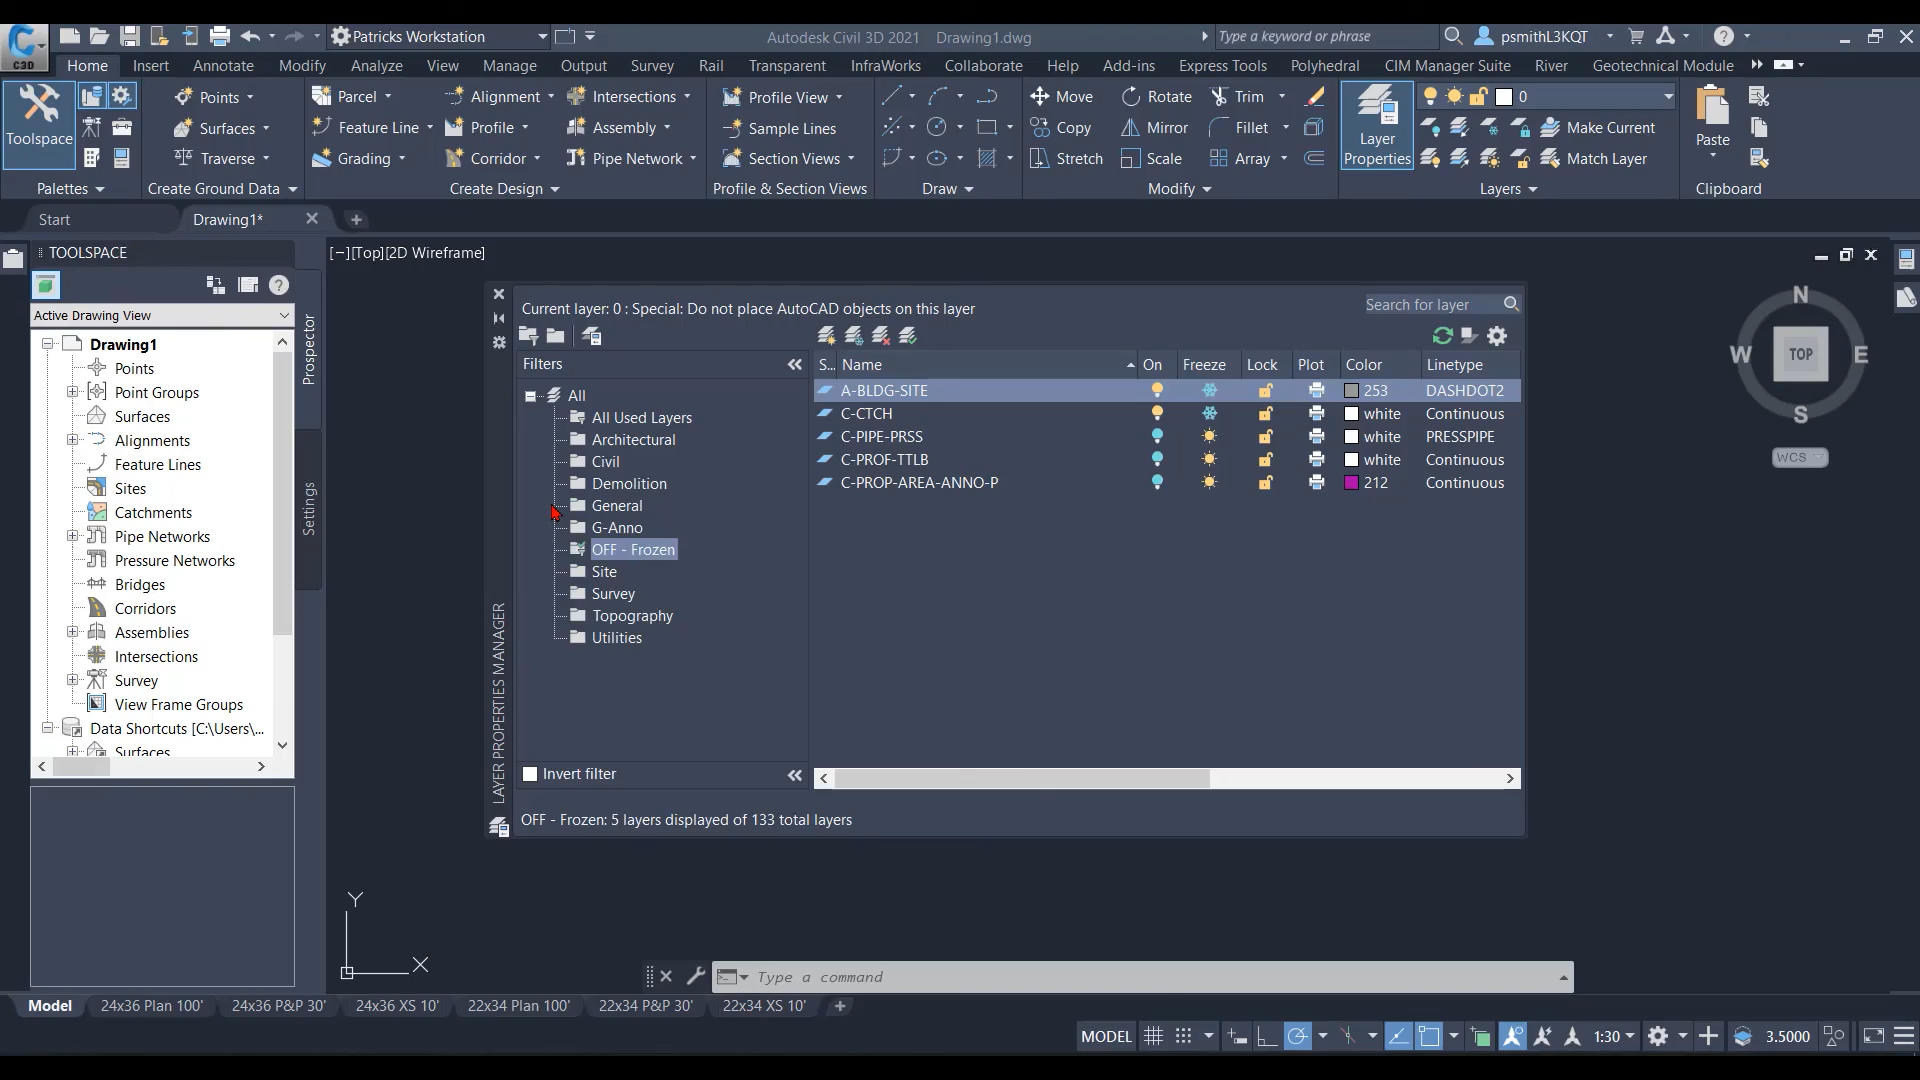 Patricks Workstation Autodesk Civil 3D 2021 Drawing1.dwg Type a keyword or phrase psmithL3KQT
C3D Home Insert Annotate Modify Analyze View Manage Output Survey Rail Transparent InfraWorks Collaborate Help Add-ins Express Tools Polyhedral CIM Manager Suite River Geotechnical Module
Points Parcel Alignment Intersections Profile View Move Rotate Trim 0
Toolspace Surfaces Feature Line Profile Assembly Sample Lines Copy Mirror Fillet Layer Properties Make Current Paste
Traverse Grading Corridor Pipe Network Section Views Stretch Scale Array Match Layer
Palettes Create Ground Data Create Design Profile & Section Views Draw Modify Layers Clipboard
Start Drawing1*
TOOLSPACE
[−][Top][2D Wireframe]
Active Drawing View
Drawing1
Points
Point Groups
Surfaces
Alignments
Feature Lines
Sites
Catchments
Pipe Networks
Pressure Networks
Bridges
Corridors
Assemblies
Intersections
Survey
View Frame Groups
Data Shortcuts [C:\Users\...
Surfaces
Prospector
Settings
Current layer: 0 : Special: Do not place AutoCAD objects on this layer
Search for layer
Filters
All
All Used Layers
Architectural
Civil
Demolition
General
G-Anno
OFF - Frozen
Site
Survey
Topography
Utilities
Invert filter
LAYER PROPERTIES MANAGER
S... Name On Freeze Lock Plot Color Linetype
A-BLDG-SITE 253 DASHDOT2
C-CTCH white Continuous
C-PIPE-PRSS white PRESSPIPE
C-PROF-TTLB white Continuous
C-PROP-AREA-ANNO-P 212 Continuous
OFF - Frozen: 5 layers displayed of 133 total layers
N
W TOP E
S
WCS
Y
X
Type a command
Model 24x36 Plan 100' 24x36 P&P 30' 24x36 XS 10' 22x34 Plan 100' 22x34 P&P 30' 22x34 XS 10'
MODEL 1:30 3.5000